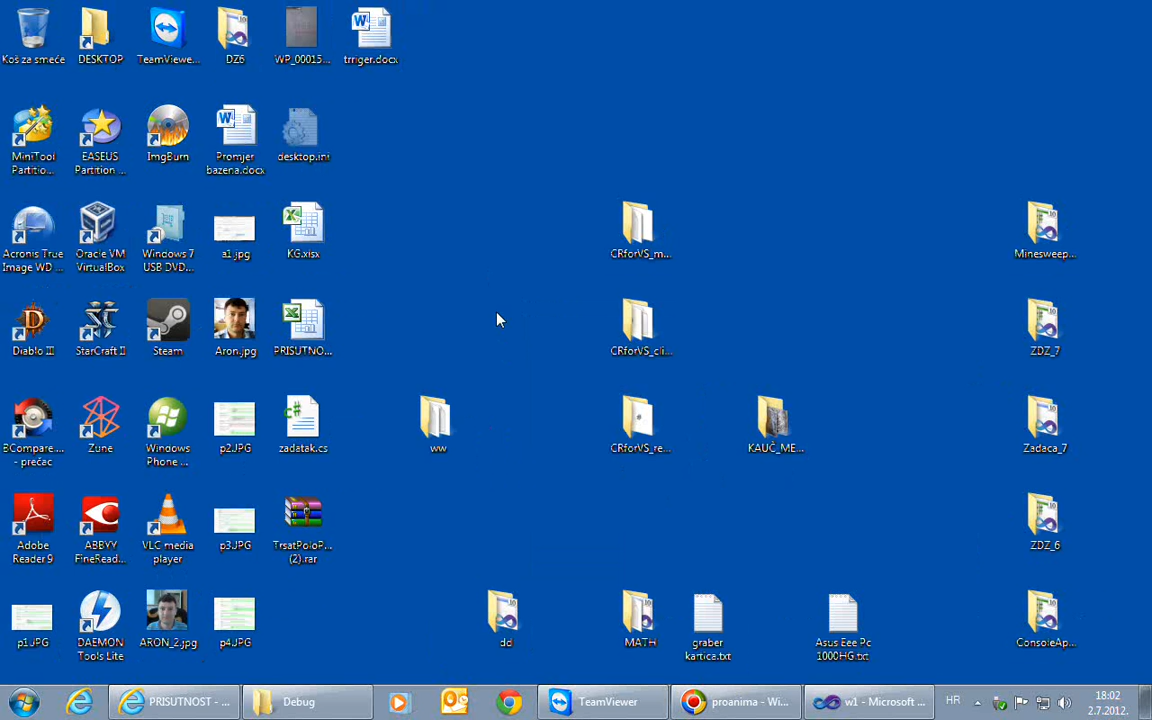 Koš za smeće
DESKTOP
TeamViewe...
DZ6
WP_00015...
trriger.docx
MiniTool
Partitio...
EASEUS
Partition ...
ImgBurn
Promjer
bazena.docx
desktop.ini
Acronis True
Image WD ...
Oracle VM
VirtualBox
Windows 7
USB DVD...
a1.jpg
KG.xlsx
CRforVS_m...
Minesweep...
Diablo III
StarCraft II
Steam
Aron.jpg
PRISUTNO...
CRforVS_cli...
ZDZ_7
BCompare...
- prečac
Zune
Windows
Phone ...
p2.JPG
zadatak.cs
ww
CRforVS_re...
KAUČ_ME...
Zadaca_7
Adobe
Reader 9
ABBYY
FineRead...
VLC media
player
p3.JPG
TrsatPoloP...
(2).rar
ZDZ_6
p1.JPG
DAEMON
Tools Lite
ARON_2.jpg
p4.JPG
dd
MATH
graber
kartica.txt
Asus Eee Pc
1000HG.txt
ConsoleAp...
PRISUTNOST - ...
Debug
TeamViewer
proanima - Wi...
w1 - Microsoft ...
HR
18:02
2.7.2012.